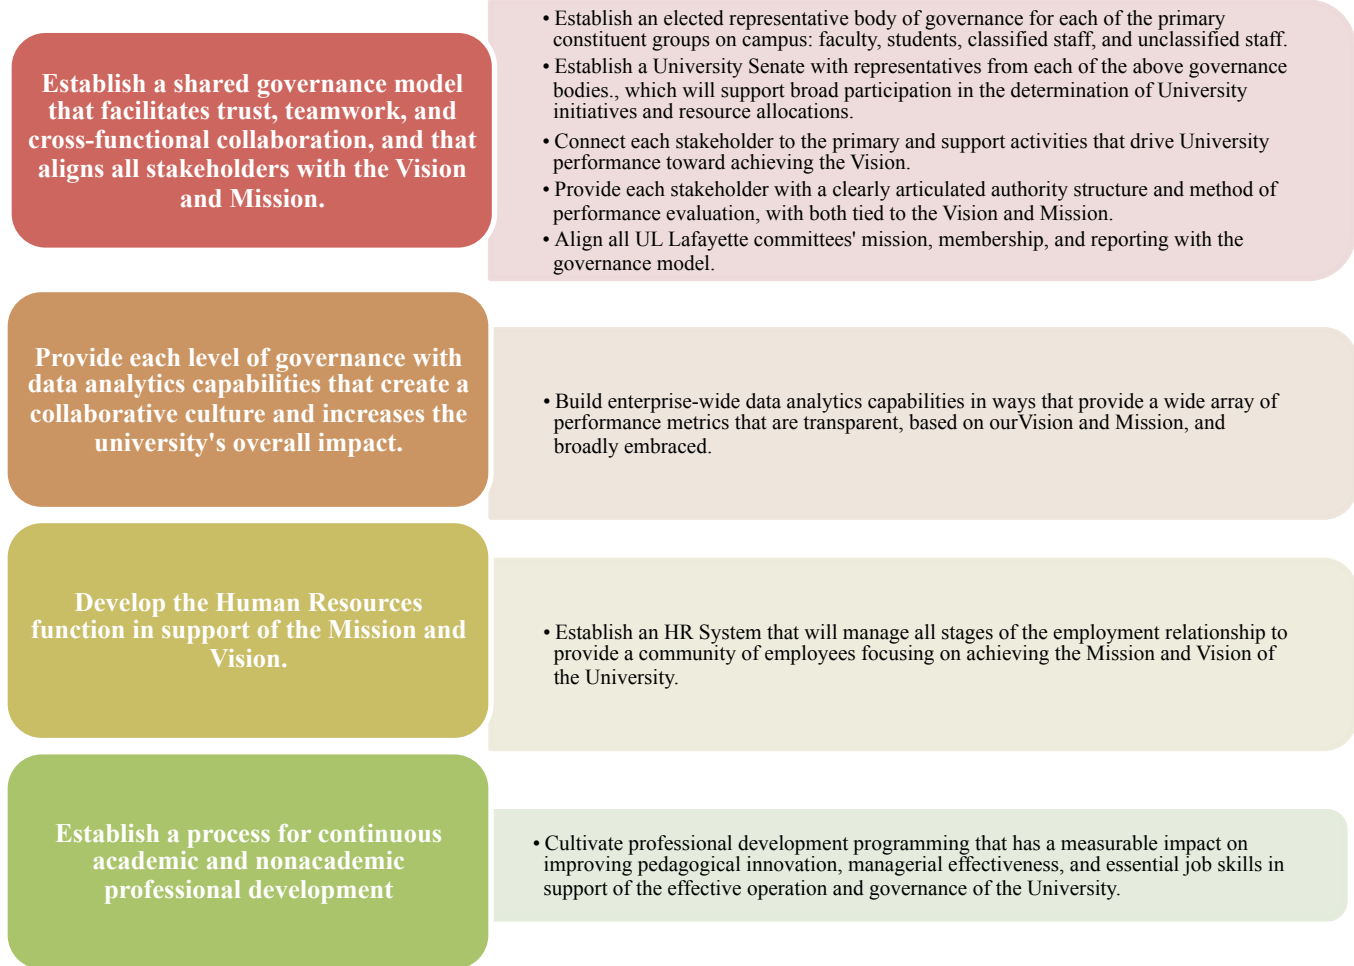 Establish a shared governance model
that facilitates trust, teamwork, and
cross-functional collaboration, and that
aligns all stakeholders with the Vision
and Mission.
• Establish an elected representative body of governance for each of the primary
constituent groups on campus: faculty, students, classified staff, and unclassified staff.
• Establish a University Senate with representatives from each of the above governance
bodies., which will support broad participation in the determination of University
initiatives and resource allocations.
• Connect each stakeholder to the primary and support activities that drive University
performance toward achieving the Vision.
• Provide each stakeholder with a clearly articulated authority structure and method of
performance evaluation, with both tied to the Vision and Mission.
• Align all UL Lafayette committees' mission, membership, and reporting with the
governance model.
Provide each level of governance with
data analytics capabilities that create a
collaborative culture and increases the
university's overall impact.
• Build enterprise-wide data analytics capabilities in ways that provide a wide array of
performance metrics that are transparent, based on ourVision and Mission, and
broadly embraced.
Develop the Human Resources
function in support of the Mission and
Vision.
• Establish an HR System that will manage all stages of the employment relationship to
provide a community of employees focusing on achieving the Mission and Vision of
the University.
Establish a process for continuous
academic and nonacademic
professional development
• Cultivate professional development programming that has a measurable impact on
improving pedagogical innovation, managerial effectiveness, and essential job skills in
support of the effective operation and governance of the University.